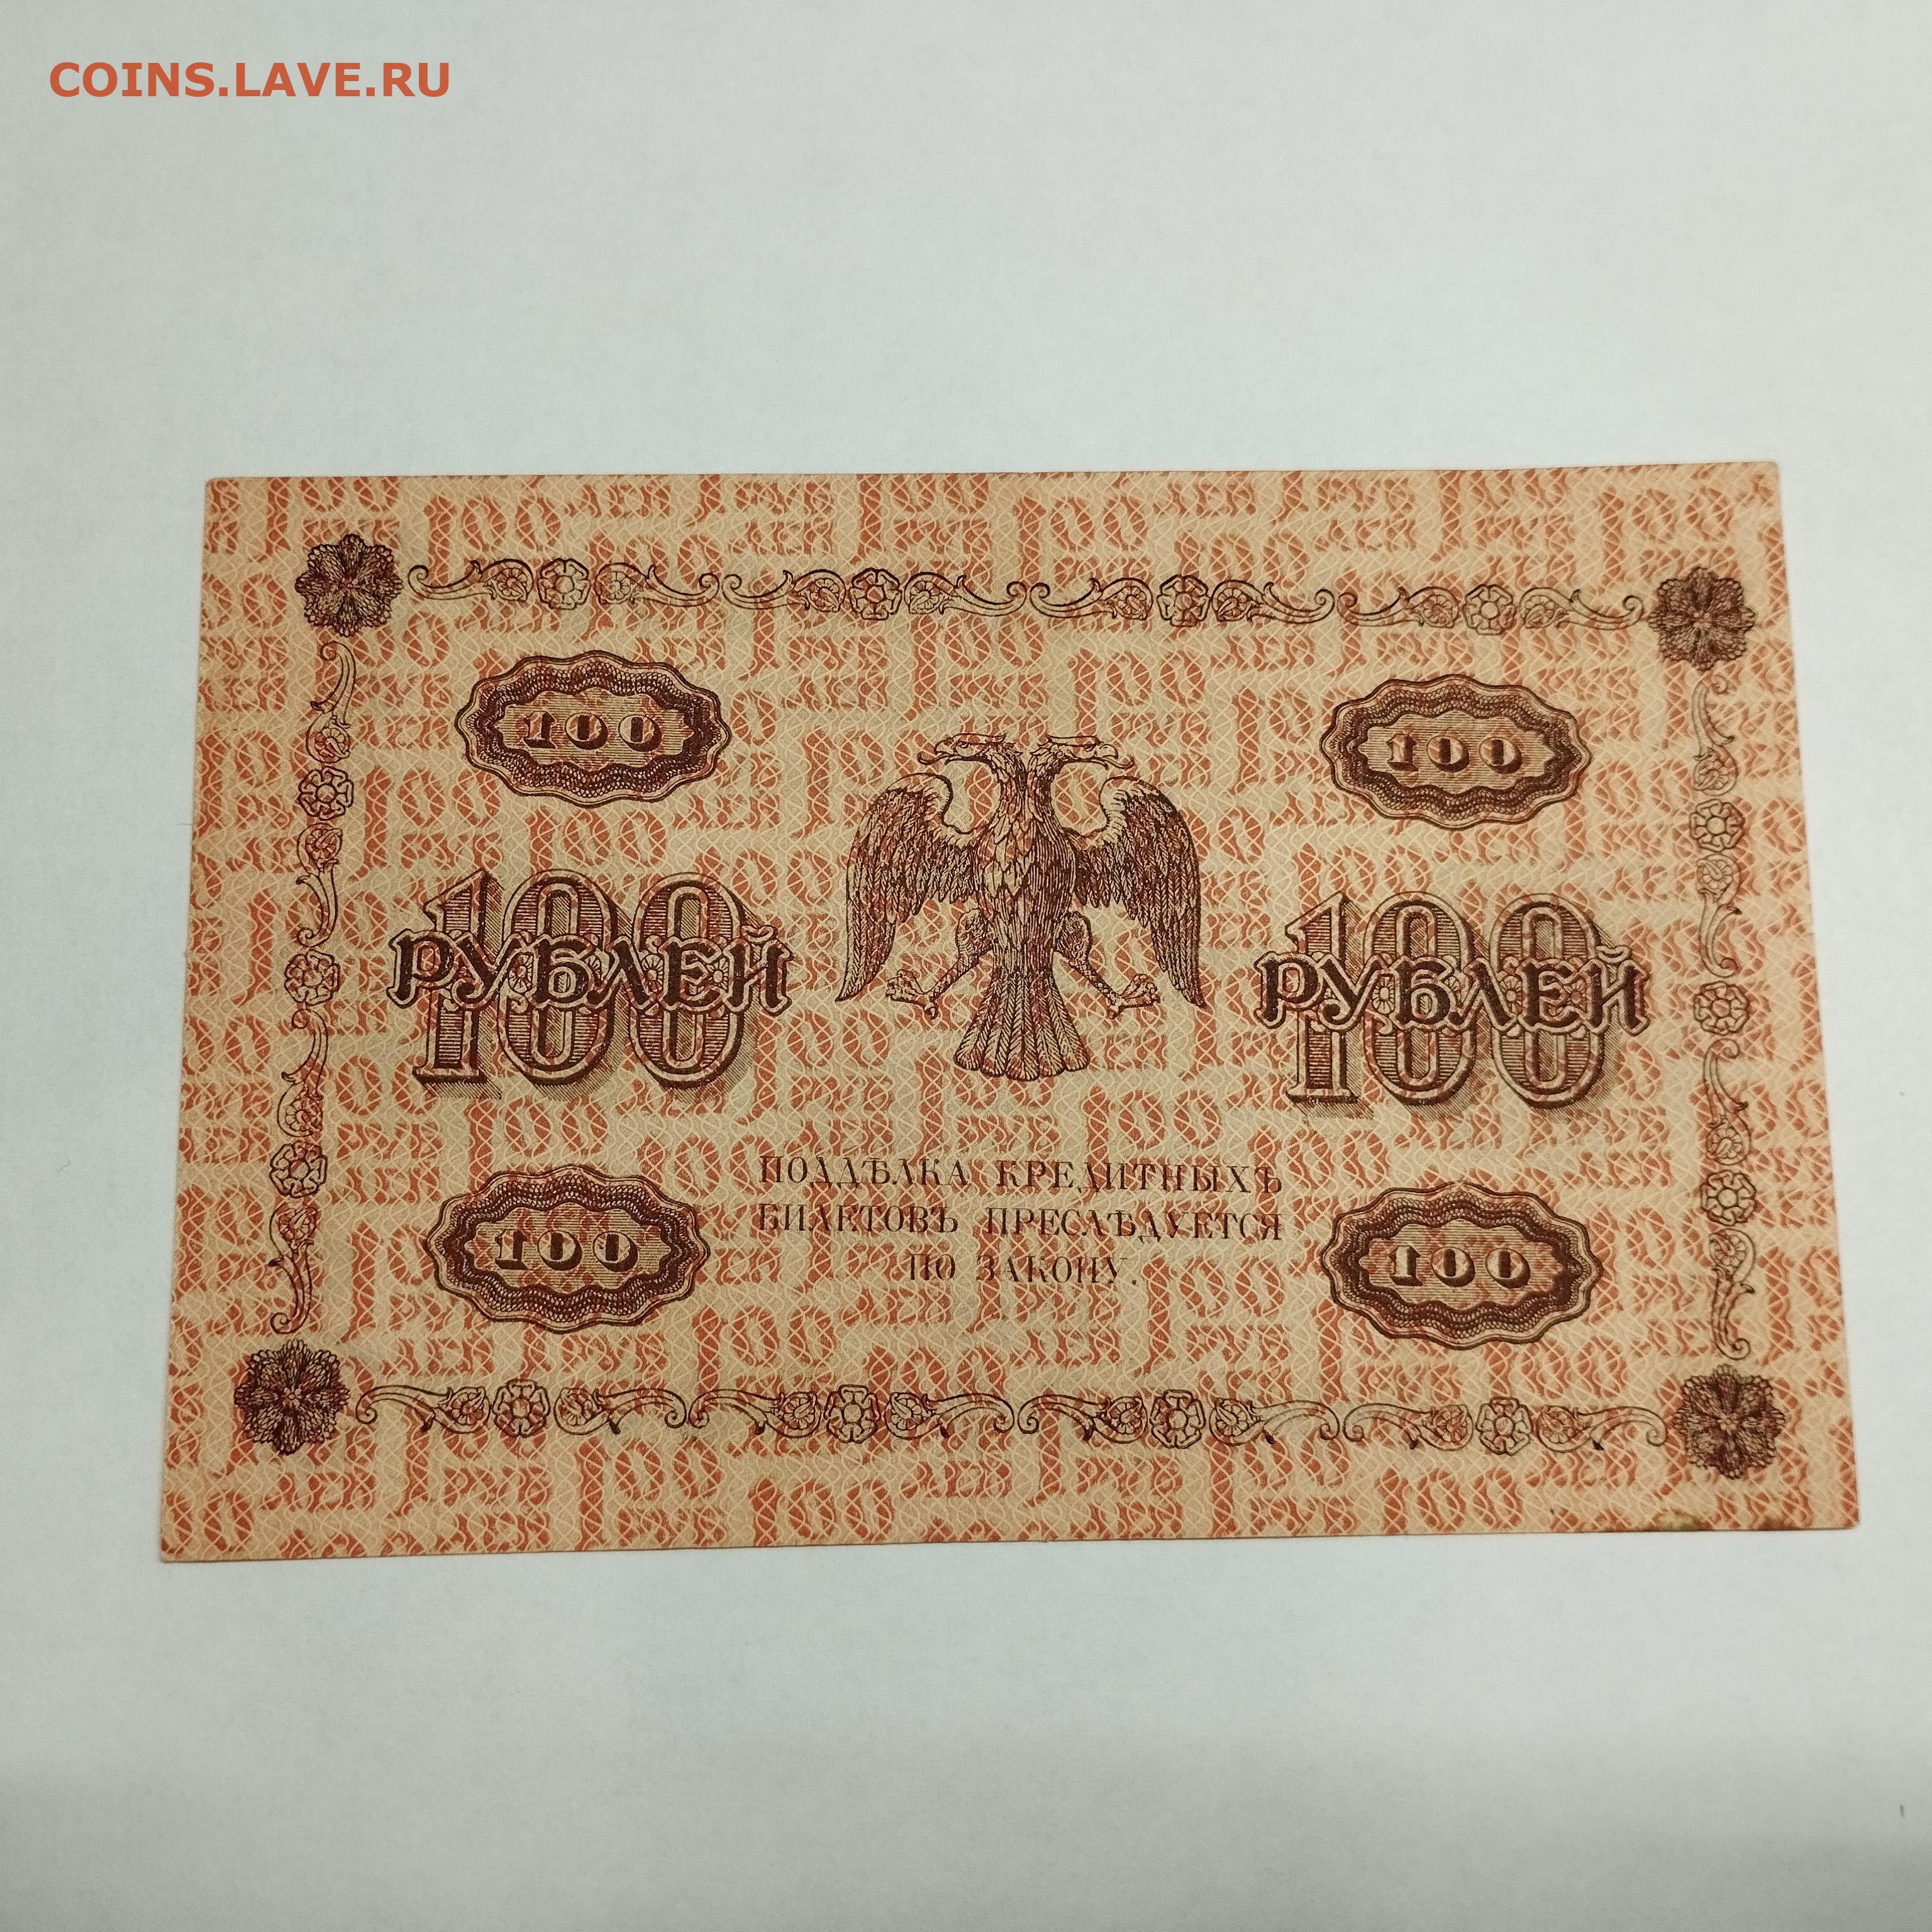 COINS.LAVE.RU
100
100
100
РУБЛЕЙ
100
РУБЛЕЙ
ПОДДѢЛКА КРЕДИТНЫХЪ
БИЛЕТОВЪ ПРЕСЛѢДУЕТСЯ
ПО ЗАКОНУ.
100
100